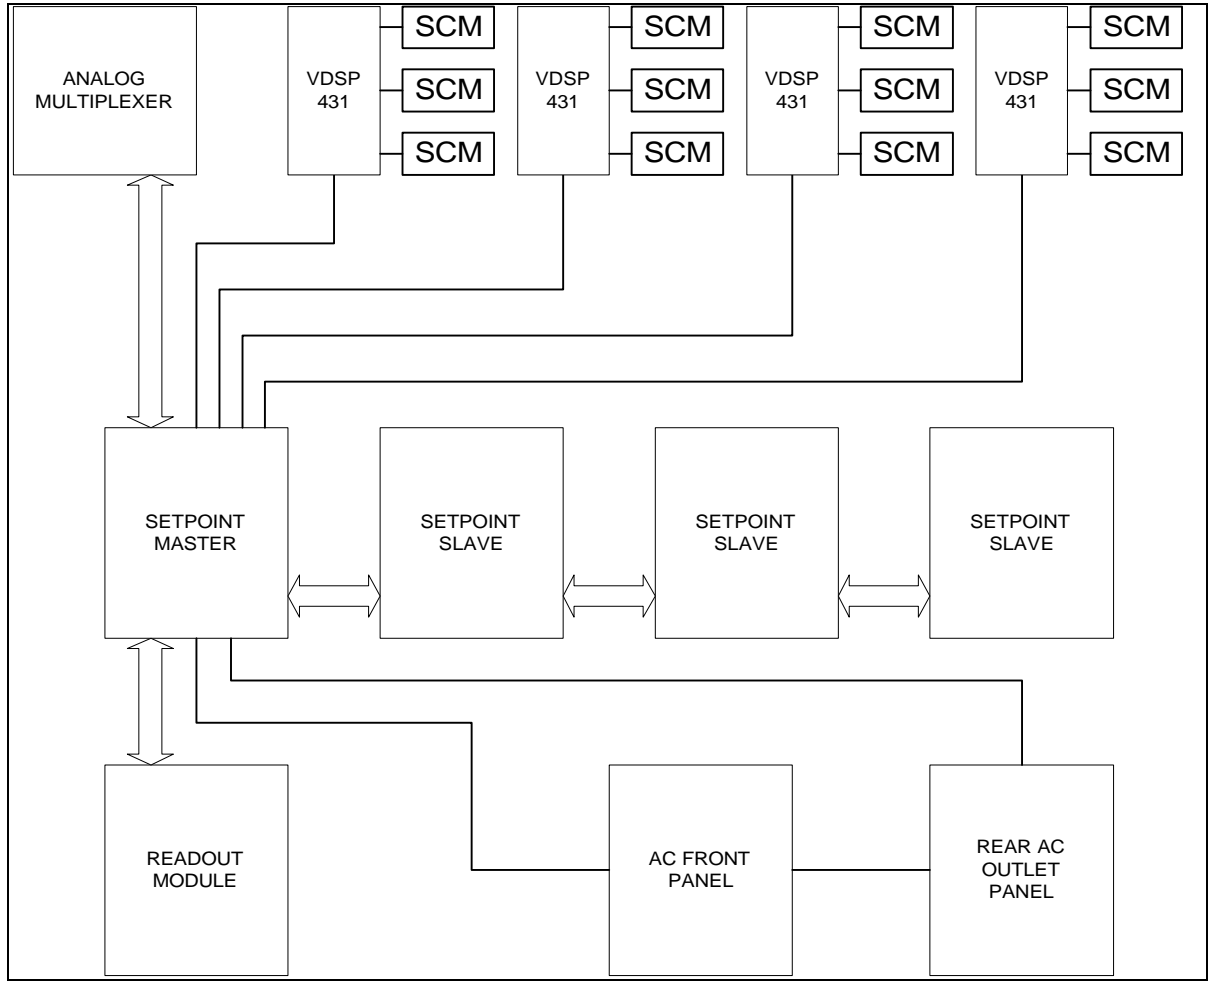 ANALOG
MULTIPLEXER
VDSP
431
SCM
SCM
SCM
VDSP
431
SCM
SCM
SCM
VDSP
431
SCM
SCM
SCM
VDSP
431
SCM
SCM
SCM
SETPOINT
MASTER
SETPOINT
SLAVE
SETPOINT
SLAVE
SETPOINT
SLAVE
READOUT
MODULE
AC FRONT
PANEL
REAR AC
OUTLET
PANEL